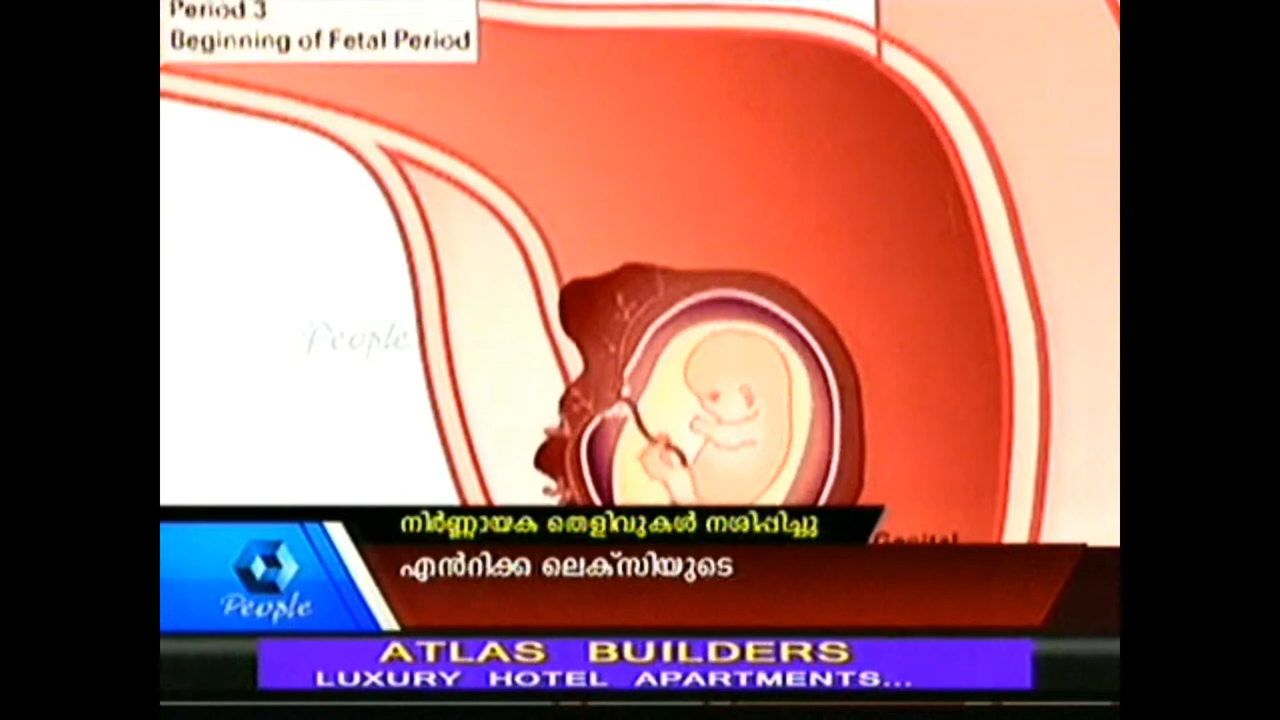 Period 3
Beginning of Fetal Period
People
നിർണ്ണായക തെളിവുകൾ നശിപ്പിച്ചു
എൻറിക്ക ലെക്സിയുടെ
People
ATLAS BUILDERS
LUXURY HOTEL APARTMENTS...